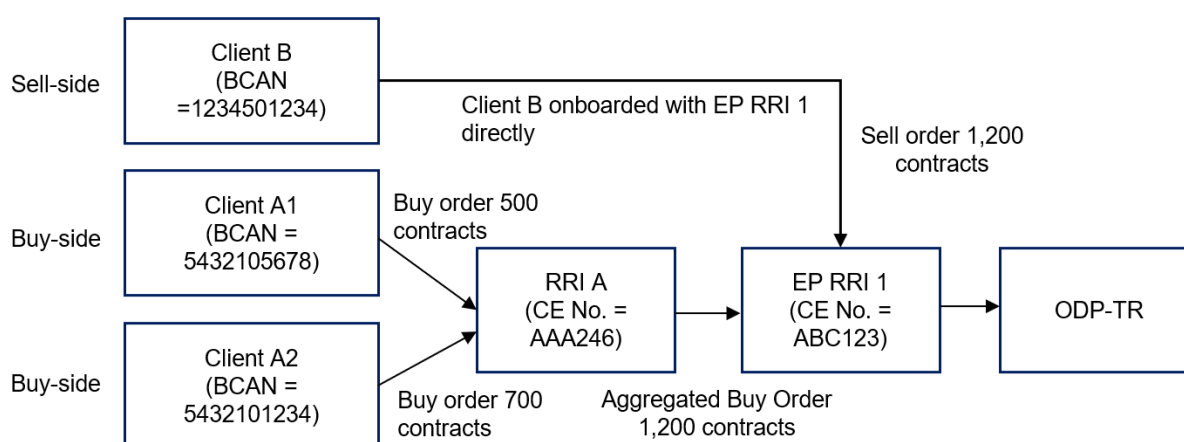 Sell-side
Client B
(BCAN
=1234501234)
Client B onboarded with EP RRI 1
directly
Sell order 1,200
contracts
Buy-side
Client A1
(BCAN =
5432105678)
Buy order 500
contracts
RRI A
(CE No. =
AAA246)
EP RRI 1
(CE No. =
ABC123)
ODP-TR
Buy-side
Client A2
(BCAN =
5432101234)
Buy order 700
contracts
Aggregated Buy Order
1,200 contracts